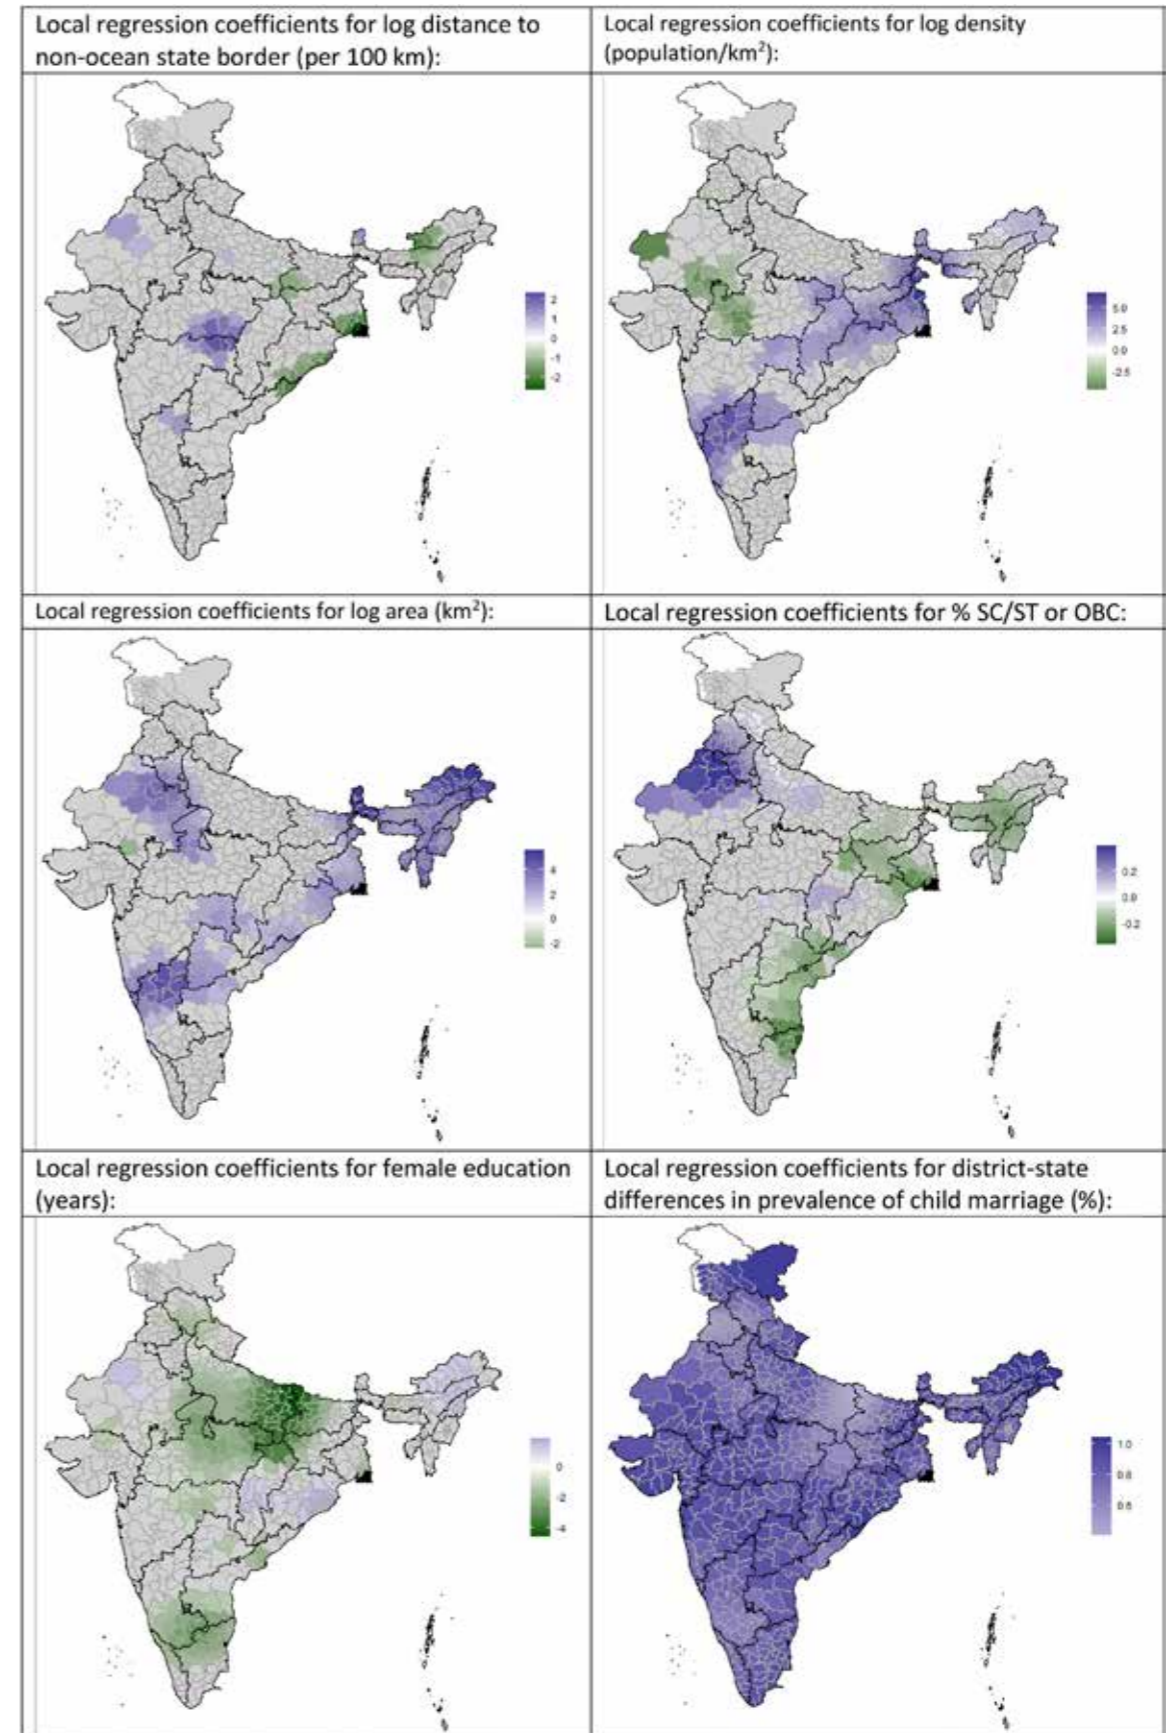 Local regression coefficients for log distance to
non-ocean state border (per 100 km):
2
1
0
-1
-2
Local regression coefficients for log density
(population/km²):
5.0
2.5
0.0
-2.5
Local regression coefficients for log area (km²):
4
2
0
-2
Local regression coefficients for % SC/ST or OBC:
0.2
0.0
-0.2
Local regression coefficients for female education
(years):
0
-2
-4
Local regression coefficients for district-state
differences in prevalence of child marriage (%):
1.0
0.8